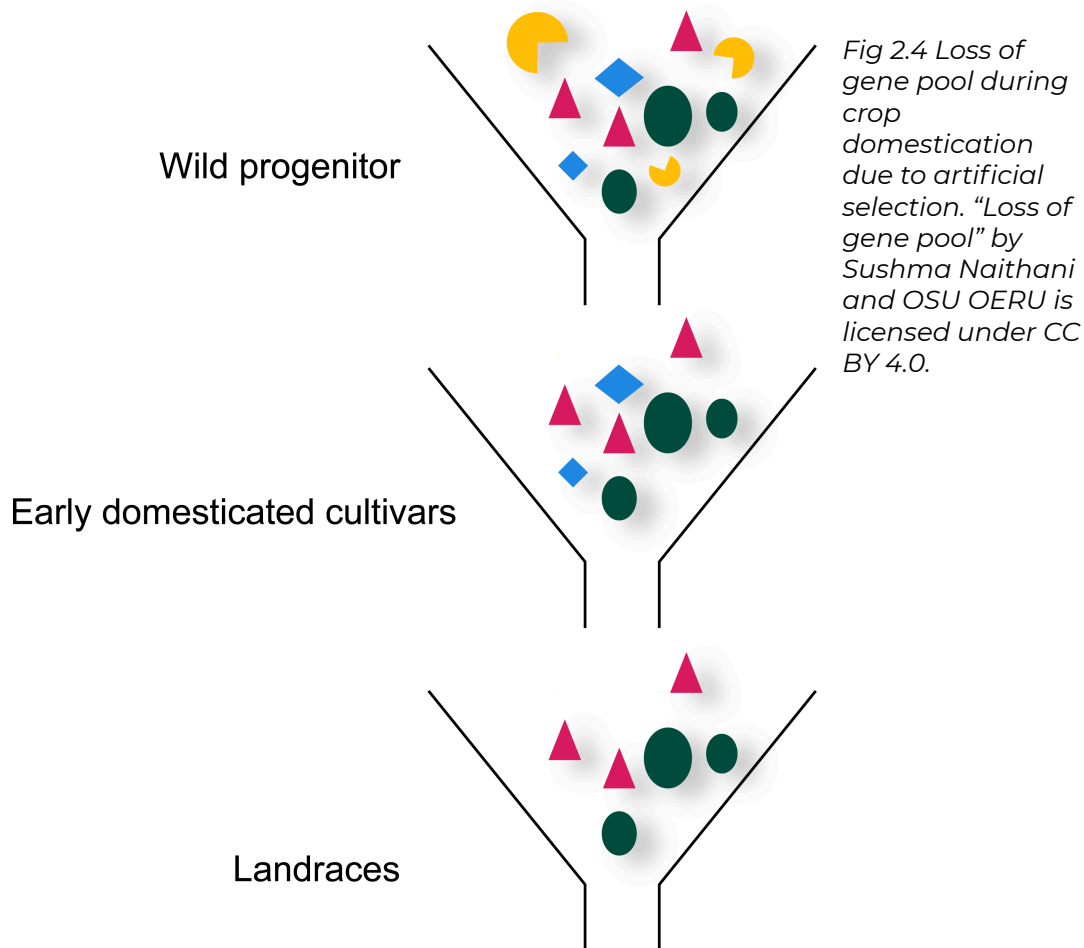 Fig 2.4 Loss of
gene pool during
crop
domestication
due to artificial
selection. “Loss of
gene pool” by
Sushma Naithani
and OSU OERU is
licensed under CC
BY 4.0.
Wild progenitor
Early domesticated cultivars
Landraces